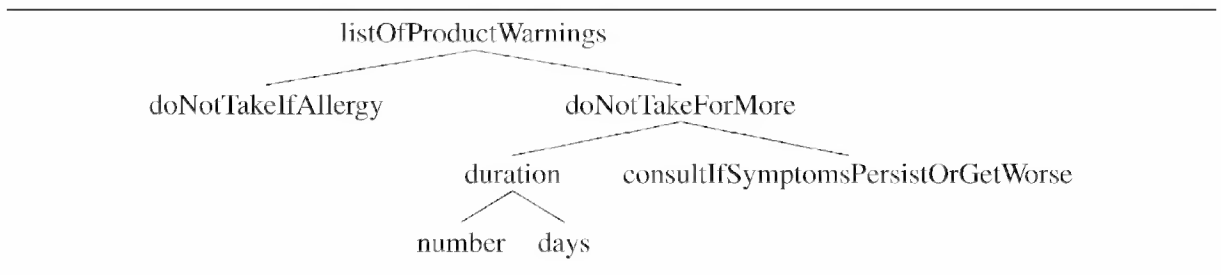 listOfProductWarnings
doNotTakeIfAllergy doNotTakeForMore
duration consultIfSymptomsPersistOrGetWorse
number days